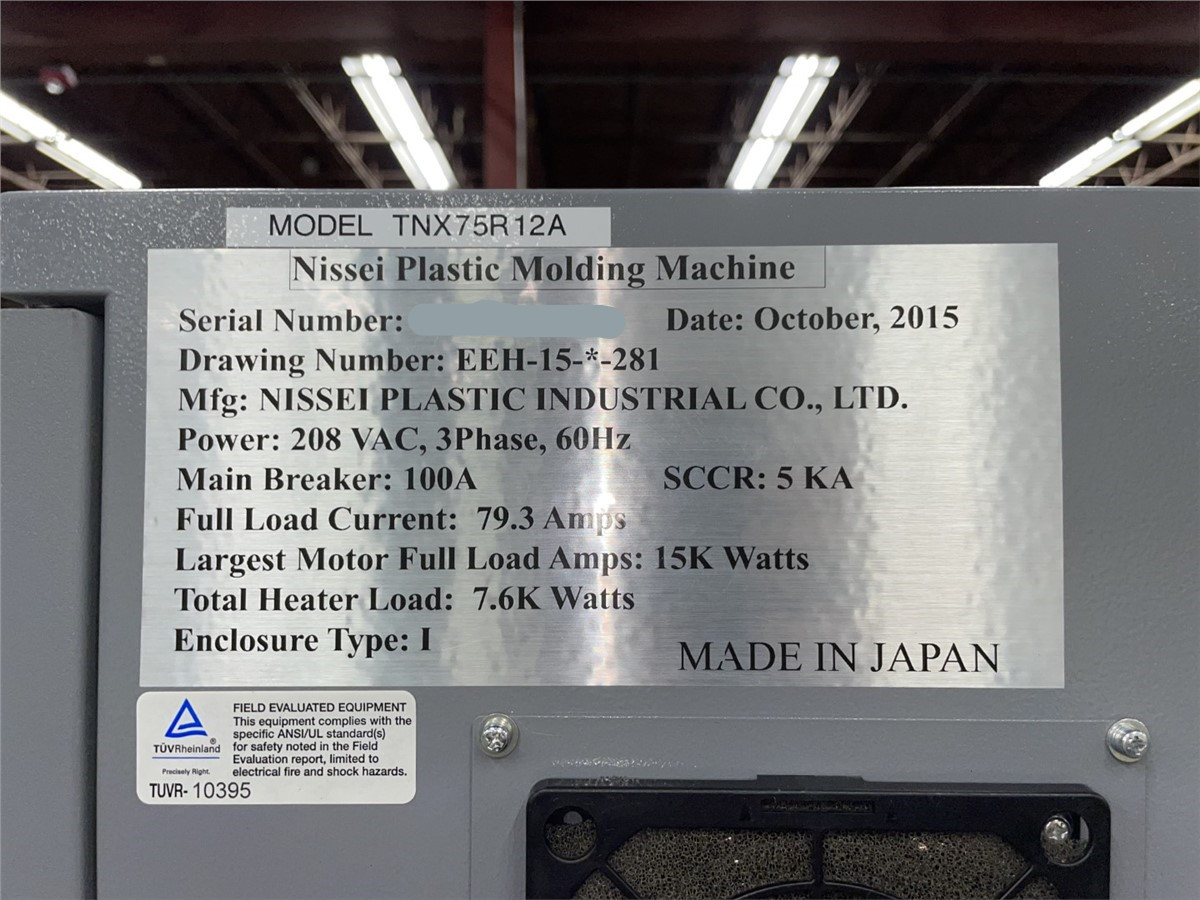 MODEL TNX75R12A
Nissei Plastic Molding Machine
Serial Number: Date: October, 2015
Drawing Number: EEH-15-*-281
Mfg: NISSEI PLASTIC INDUSTRIAL CO., LTD.
Power: 208 VAC, 3Phase, 60Hz
Main Breaker: 100A SCCR: 5 KA
Full Load Current: 79.3 Amps
Largest Motor Full Load Amps: 15K Watts
Total Heater Load: 7.6K Watts
Enclosure Type: I
MADE IN JAPAN
TÜVRheinland®
Precisely Right.
TUVR- 10395
FIELD EVALUATED EQUIPMENT
This equipment complies with the
specific ANSI/UL standard(s)
for safety noted in the Field
Evaluation report, limited to
electrical fire and shock hazards.